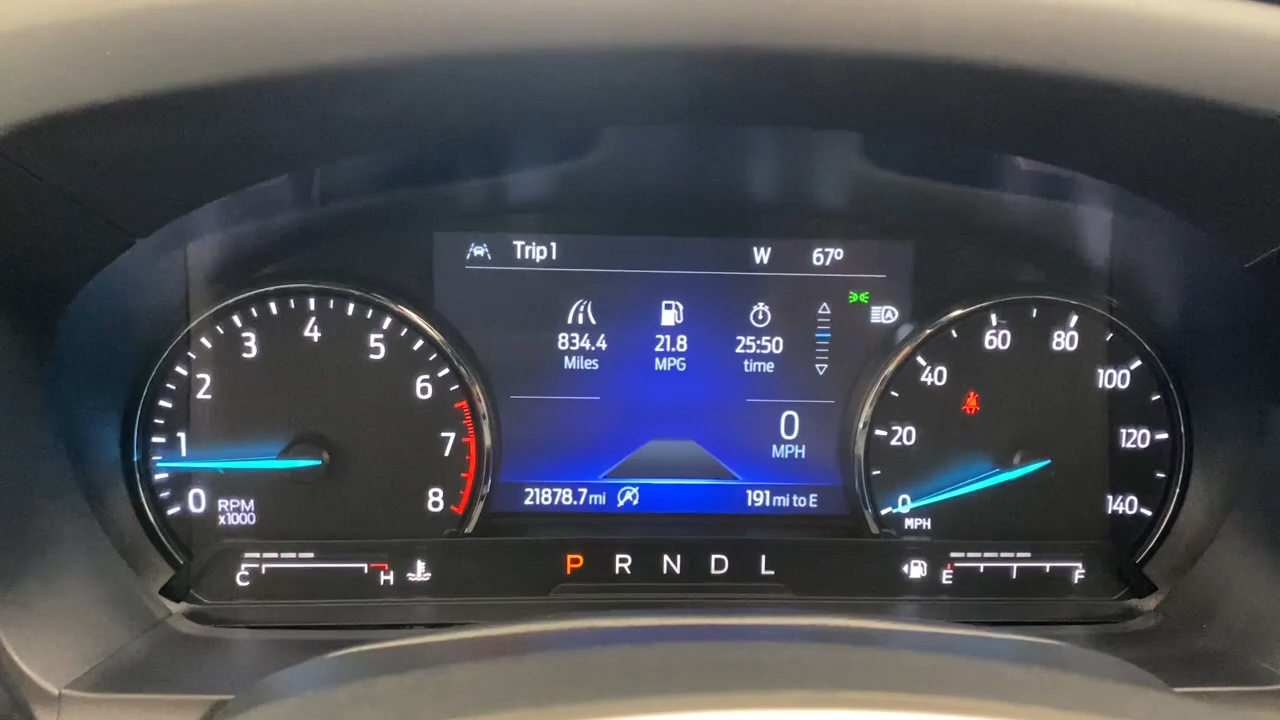 Trip 1 W 67º
834.4 21.8 25:50
Miles MPG time
0
MPH
21878.7 mi A 191 mi to E
A
0 1 2 3 4 5 6 7 8
RPM
x1000
0 20 40 60 80 100 120 140
MPH
C H
P R N D L
E F